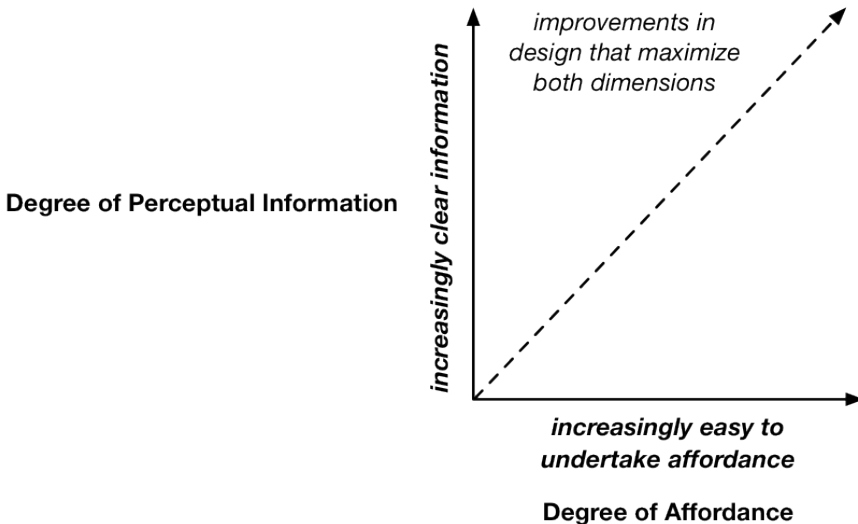 improvements in
design that maximize
both dimensions
increasingly clear information
Degree of Perceptual Information
increasingly easy to
undertake affordance
Degree of Affordance